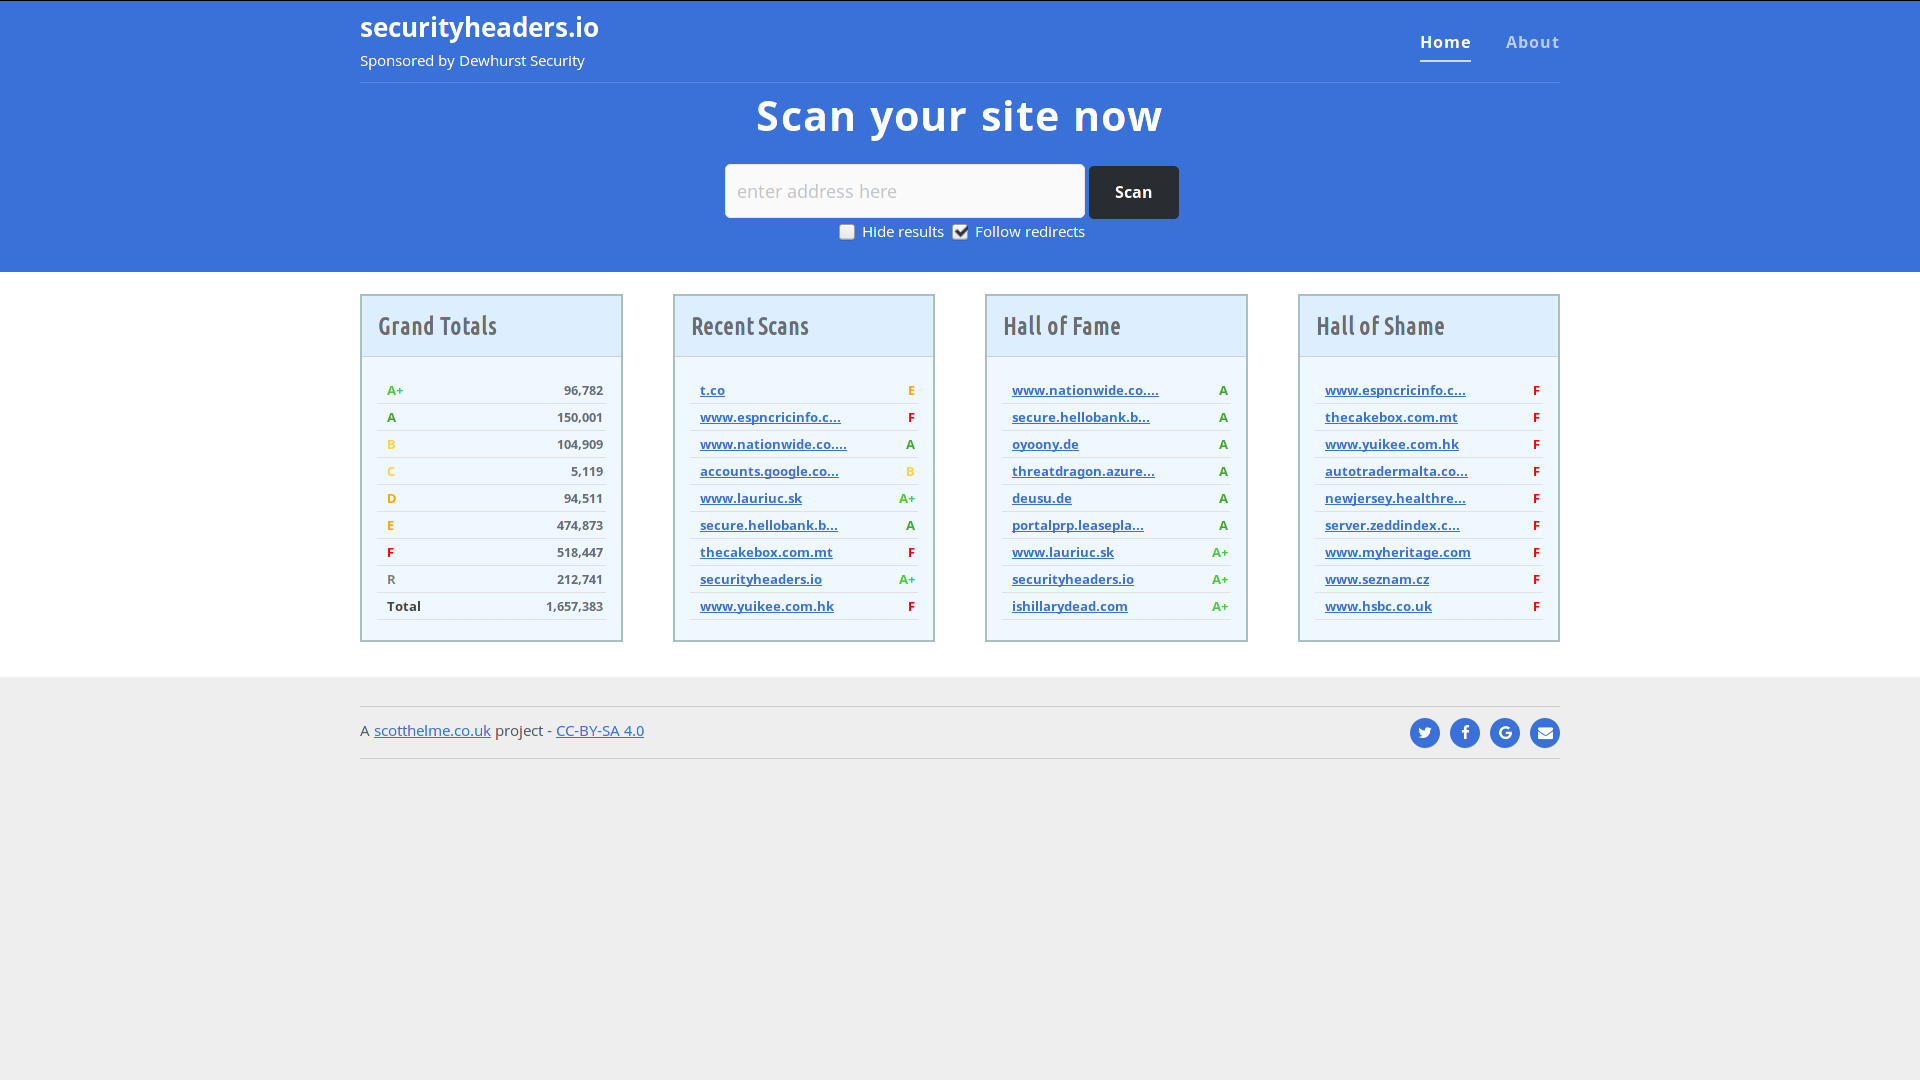 securityheaders.io
Sponsored by Dewhurst Security
Home About
Scan your site now
enter address here
Scan
Hide results Follow redirects
Grand Totals
A+ 96,782
A 150,001
B 104,909
C 5,119
D 94,511
E 474,873
F 518,447
R 212,741
Total 1,657,383
Recent Scans
t.co E
www.espncricinfo.c... F
www.nationwide.co.... A
accounts.google.co... B
www.lauriuc.sk A+
secure.hellobank.b... A
thecakebox.com.mt F
securityheaders.io A+
www.yuikee.com.hk F
Hall of Fame
www.nationwide.co.... A
secure.hellobank.b... A
oyoony.de A
threatdragon.azure... A
deusu.de A
portalprp.leasepla... A
www.lauriuc.sk A+
securityheaders.io A+
ishillarydead.com A+
Hall of Shame
www.espncricinfo.c... F
thecakebox.com.mt F
www.yuikee.com.hk F
autotradermalta.co... F
newjersey.healthre... F
server.zeddindex.c... F
www.myheritage.com F
www.seznam.cz F
www.hsbc.co.uk F
A scotthelme.co.uk project - CC-BY-SA 4.0